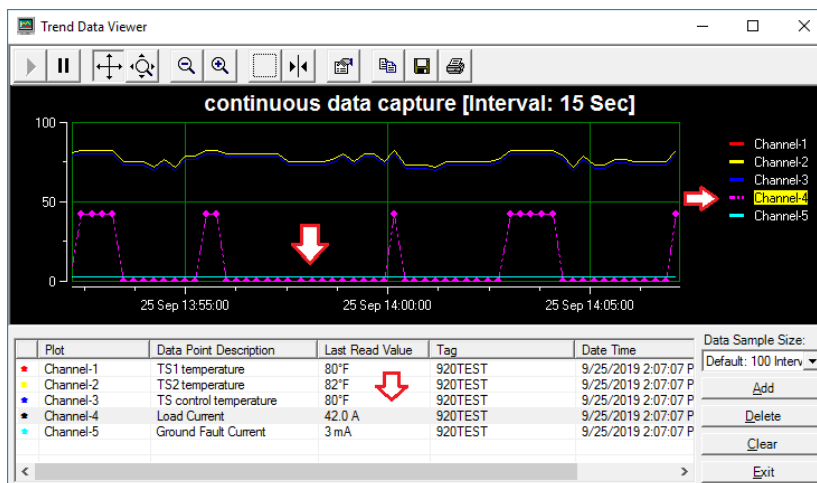 Trend Data Viewer
continuous data capture [Interval: 15 Sec]
100
50
0
25 Sep 13:55:00 25 Sep 14:00:00 25 Sep 14:05:00
Channel-1
Channel-2
Channel-3
Channel-4
Channel-5
Plot Data Point Description Last Read Value Tag Date Time
Channel-1 TS1 temperature 80°F 920TEST 9/25/2019 2:07:07 P
Channel-2 TS2 temperature 82°F 920TEST 9/25/2019 2:07:07 P
Channel-3 TS control temperature 80°F 920TEST 9/25/2019 2:07:07 P
Channel-4 Load Current 42.0 A 920TEST 9/25/2019 2:07:07 P
Channel-5 Ground Fault Current 3 mA 920TEST 9/25/2019 2:07:07 P
Data Sample Size:
Default: 100 Interv
Add
Delete
Clear
Exit